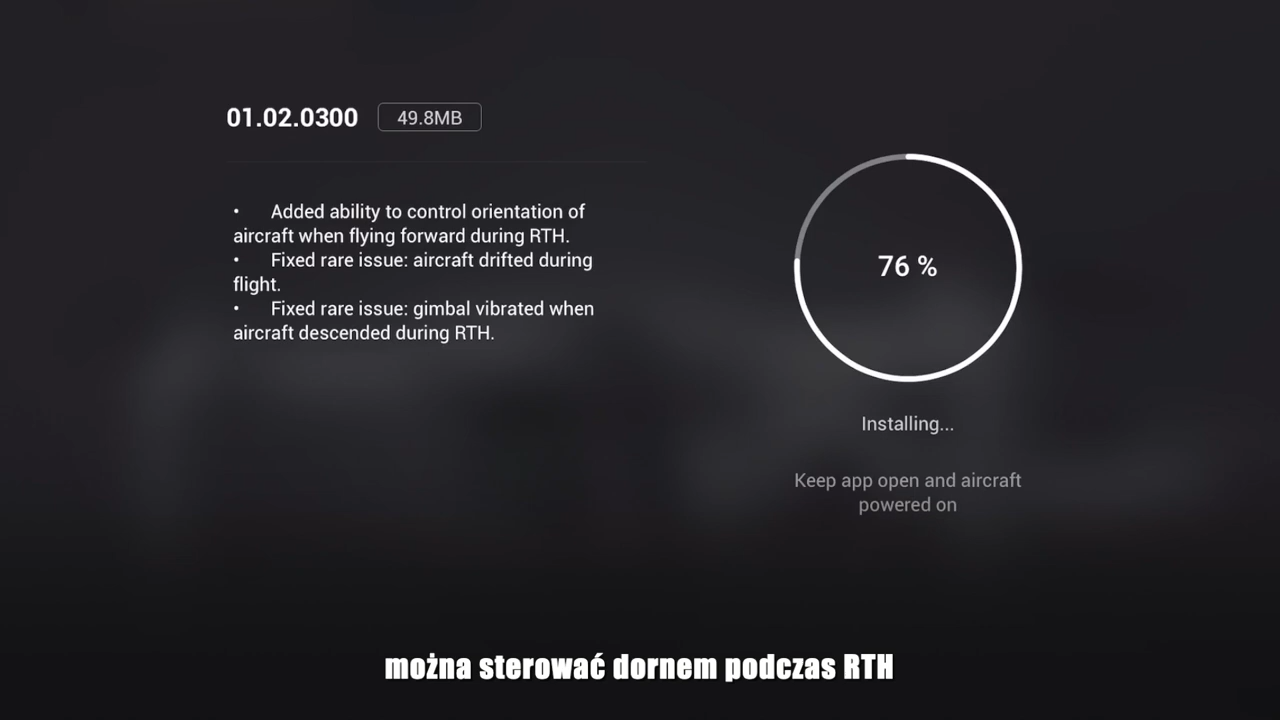 01.02.0300 49.8MB
• Added ability to control orientation of
aircraft when flying forward during RTH.
• Fixed rare issue: aircraft drifted during
flight.
• Fixed rare issue: gimbal vibrated when
aircraft descended during RTH.
76 %
Installing...
Keep app open and aircraft
powered on
można sterować dornem podczas RTH